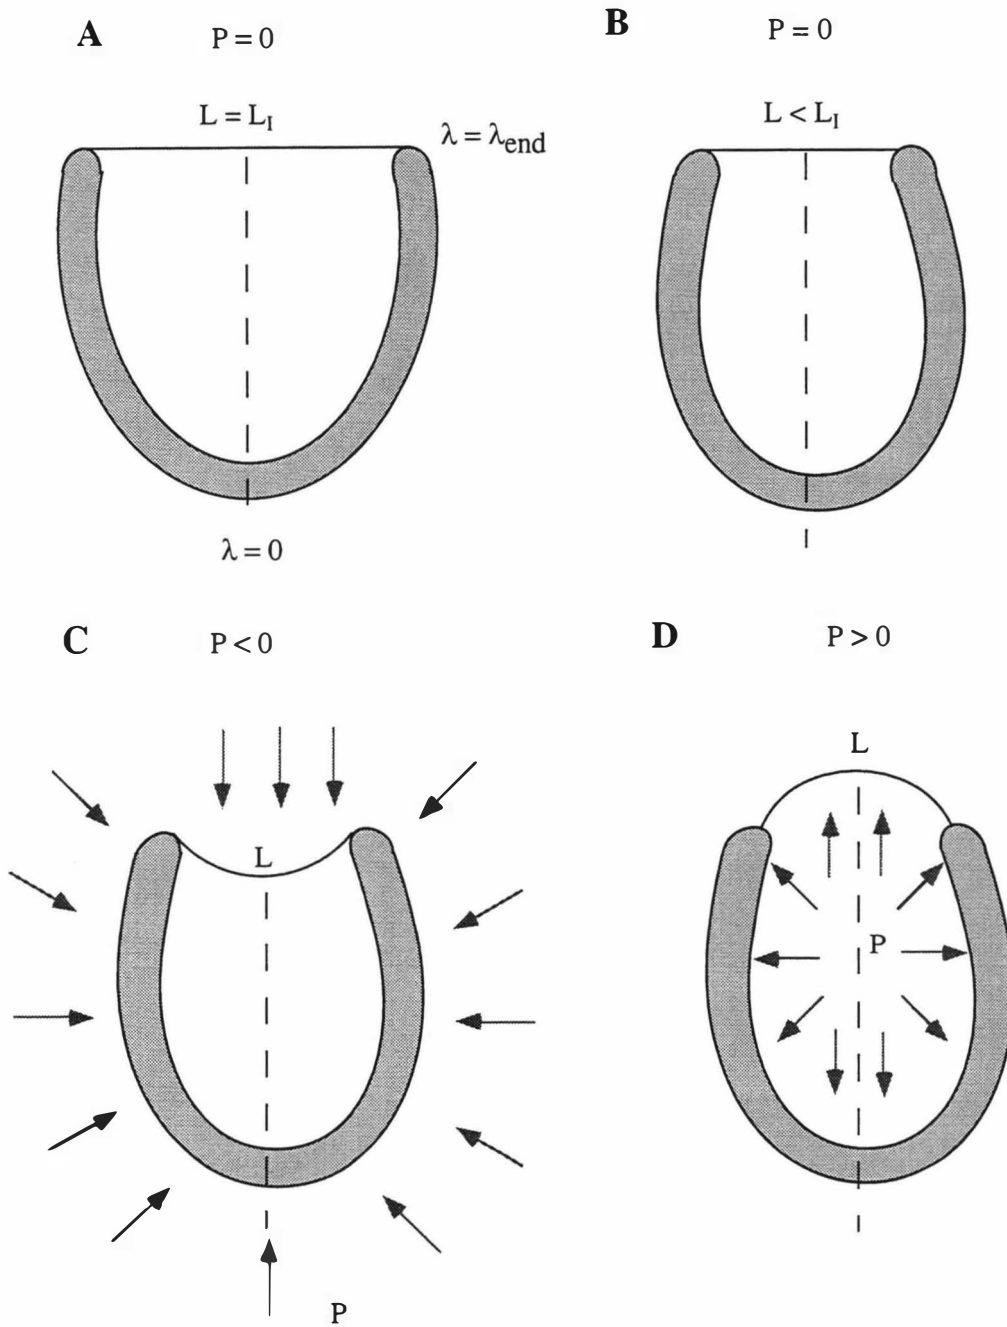 A P = 0
L = L_I
λ = λ_end
λ = 0
B P = 0
L < L_I
C P < 0
L
P
D P > 0
L
P